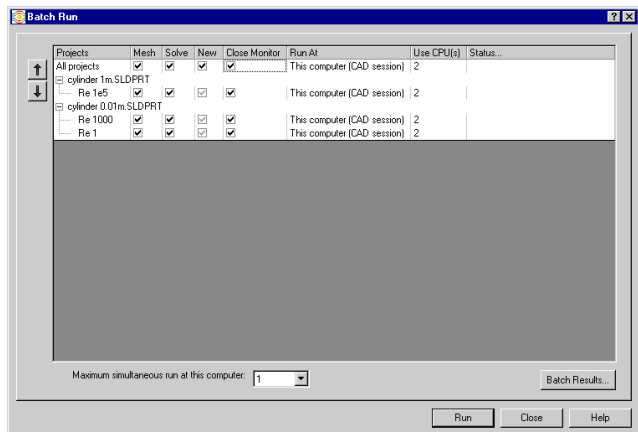 Batch Run
Projects Mesh Solve New Close Monitor Run At Use CPU(s) Status...
All projects This computer (CAD session) 2
cylinder 1m.SLDPRT
Re 1e5 This computer (CAD session) 2
cylinder 0.01m.SLDPRT
Re 1000 This computer (CAD session) 2
Re 1 This computer (CAD session) 2
Maximum simultaneous run at this computer: 1
Batch Results...
Run Close Help